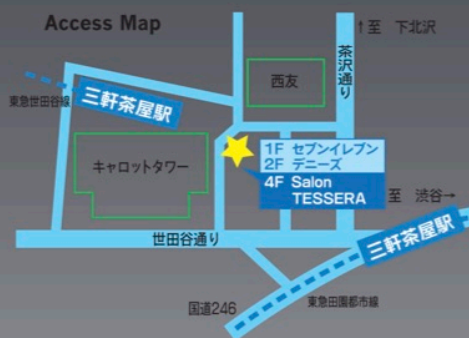 Access Map
↑至 下北沢
茶沢通り
西友
東急世田谷線
三軒茶屋駅
キャロットタワー
1F セブンイレブン
2F デニーズ
4F Salon
TESSERA
至 渋谷→
世田谷通り
三軒茶屋駅
東急田園都市線
国道246